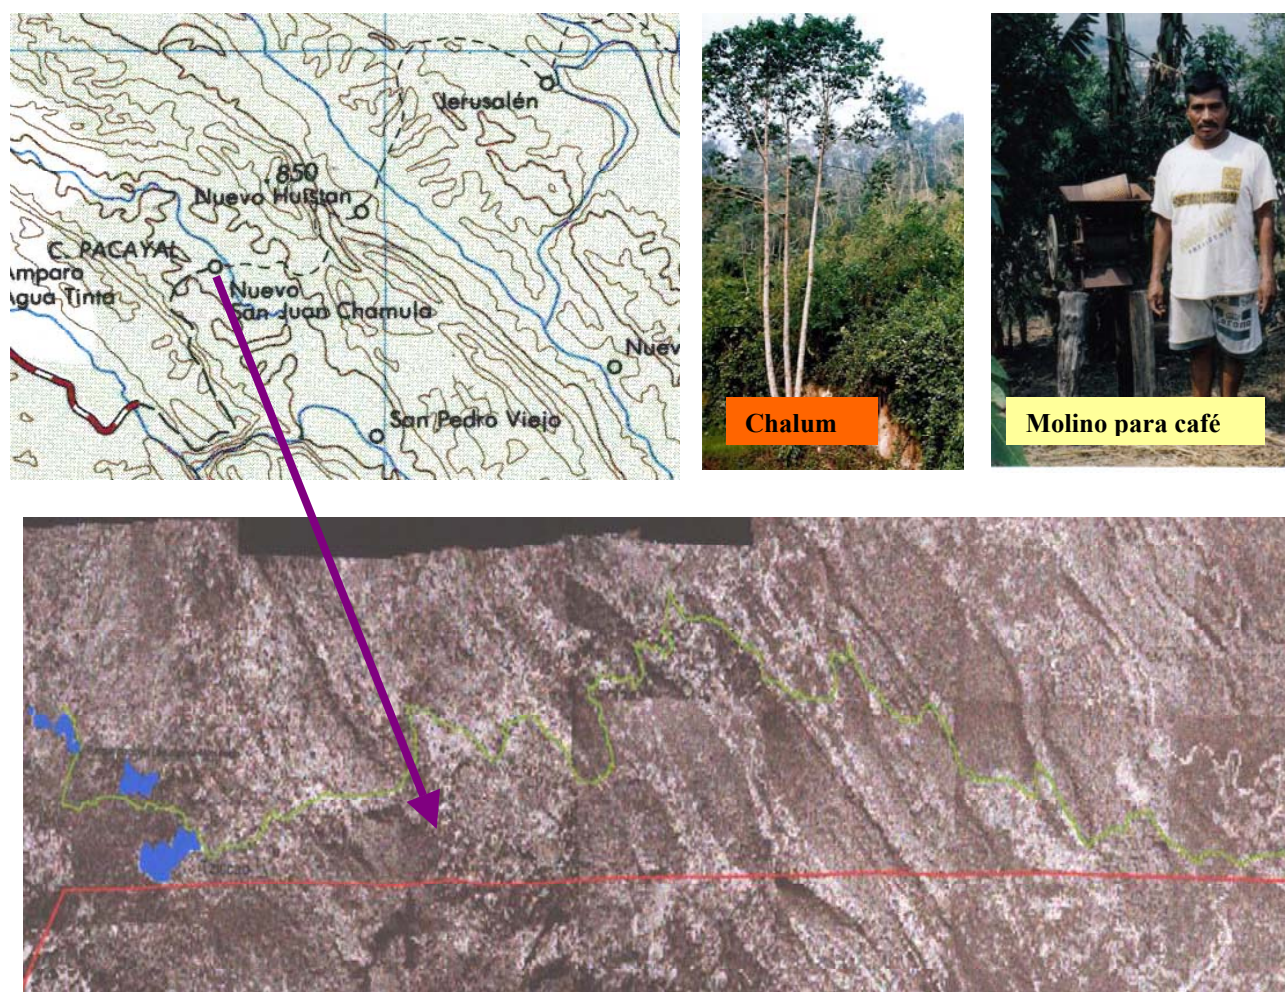 Jerusalén
850
Nuevo Huistan
C. PACAYAL
Amparo
Agua Tinta
Nuevo
San Juan Chamula
Nuev
San Pedro Viejo
Chalum
Molino para café